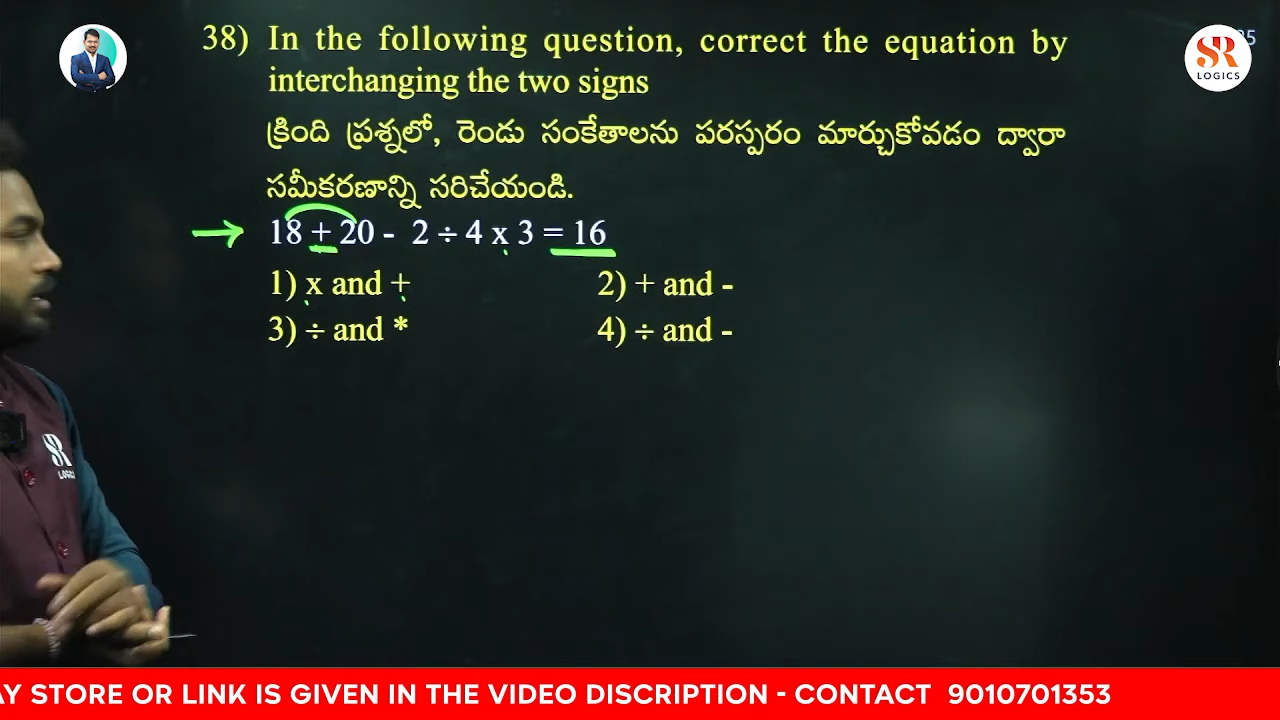 38) In the following question, correct the equation by
interchanging the two signs
క్రింది ప్రశ్నలో, రెండు సంకేతాలను పరస్పరం మార్చుకోవడం ద్వారా
సమీకరణాన్ని సరిచేయండి.
18 + 20 - 2 ÷ 4 x 3 = 16
1) x and + 2) + and -
3) ÷ and * 4) ÷ and -
SR
LOGICS
SR
LOGICS
AY STORE OR LINK IS GIVEN IN THE VIDEO DISCRIPTION - CONTACT 9010701353